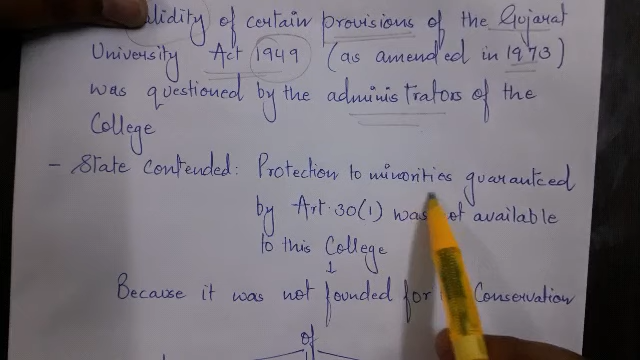 Validity of certain provisions of the Gujarat
University Act 1949 (as amended in 1973)
was questioned by the administrators of the
College
- State contended: Protection to minorities guaranteed
by Art. 30(1) was not available
to this College
↓
Because it was not founded for Conservation
of